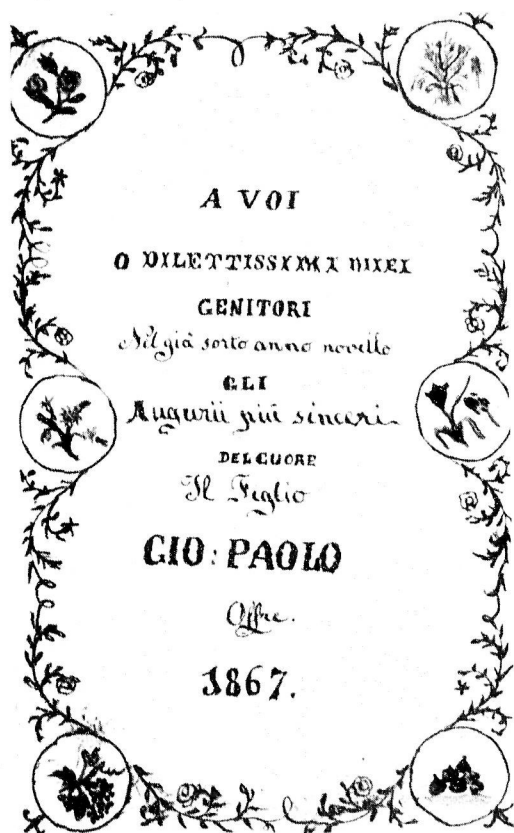 A VOI
O DILETTISSIMI MIEI
GENITORI
Nel già sorto anno novello
GLI
Augurii più sinceri
DEL CUORE
Il Figlio
GIO: PAOLO
Offre.
1867.